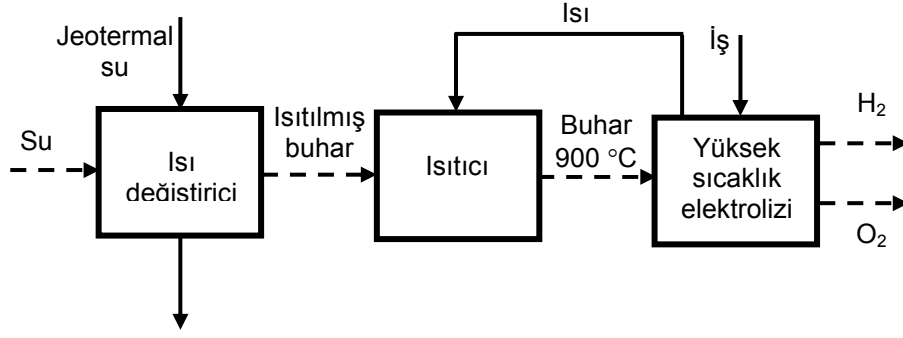 Jeotermal
su
Su
Isı
değiştirici
Isıtılmış
buhar
Isıtıcı
Isı
Buhar
900 °C
İş
Yüksek
sıcaklık
elektrolizi
H₂
O₂